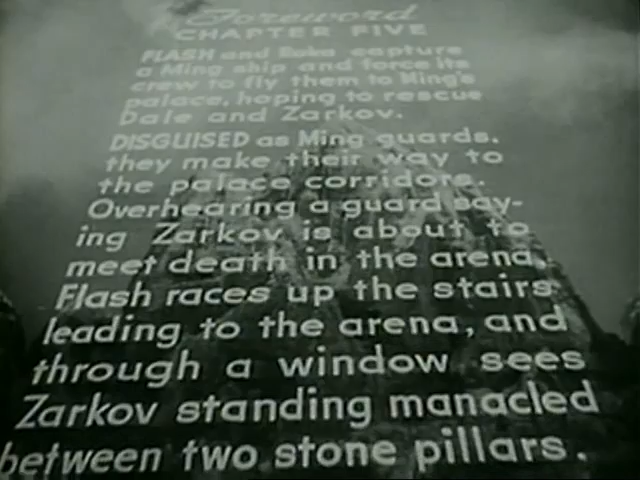 Foreword
CHAPTER FIVE
FLASH and Roka capture
a Ming ship and force its
crew to fly them to Ming's
palace, hoping to rescue
Dale and Zarkov.
DISGUISED as Ming guards,
they make their way to
the palace corridors.
Overhearing a guard say-
ing Zarkov is about to
meet death in the arena,
Flash races up the stairs
leading to the arena, and
through a window sees
Zarkov standing manacled
between two stone pillars.